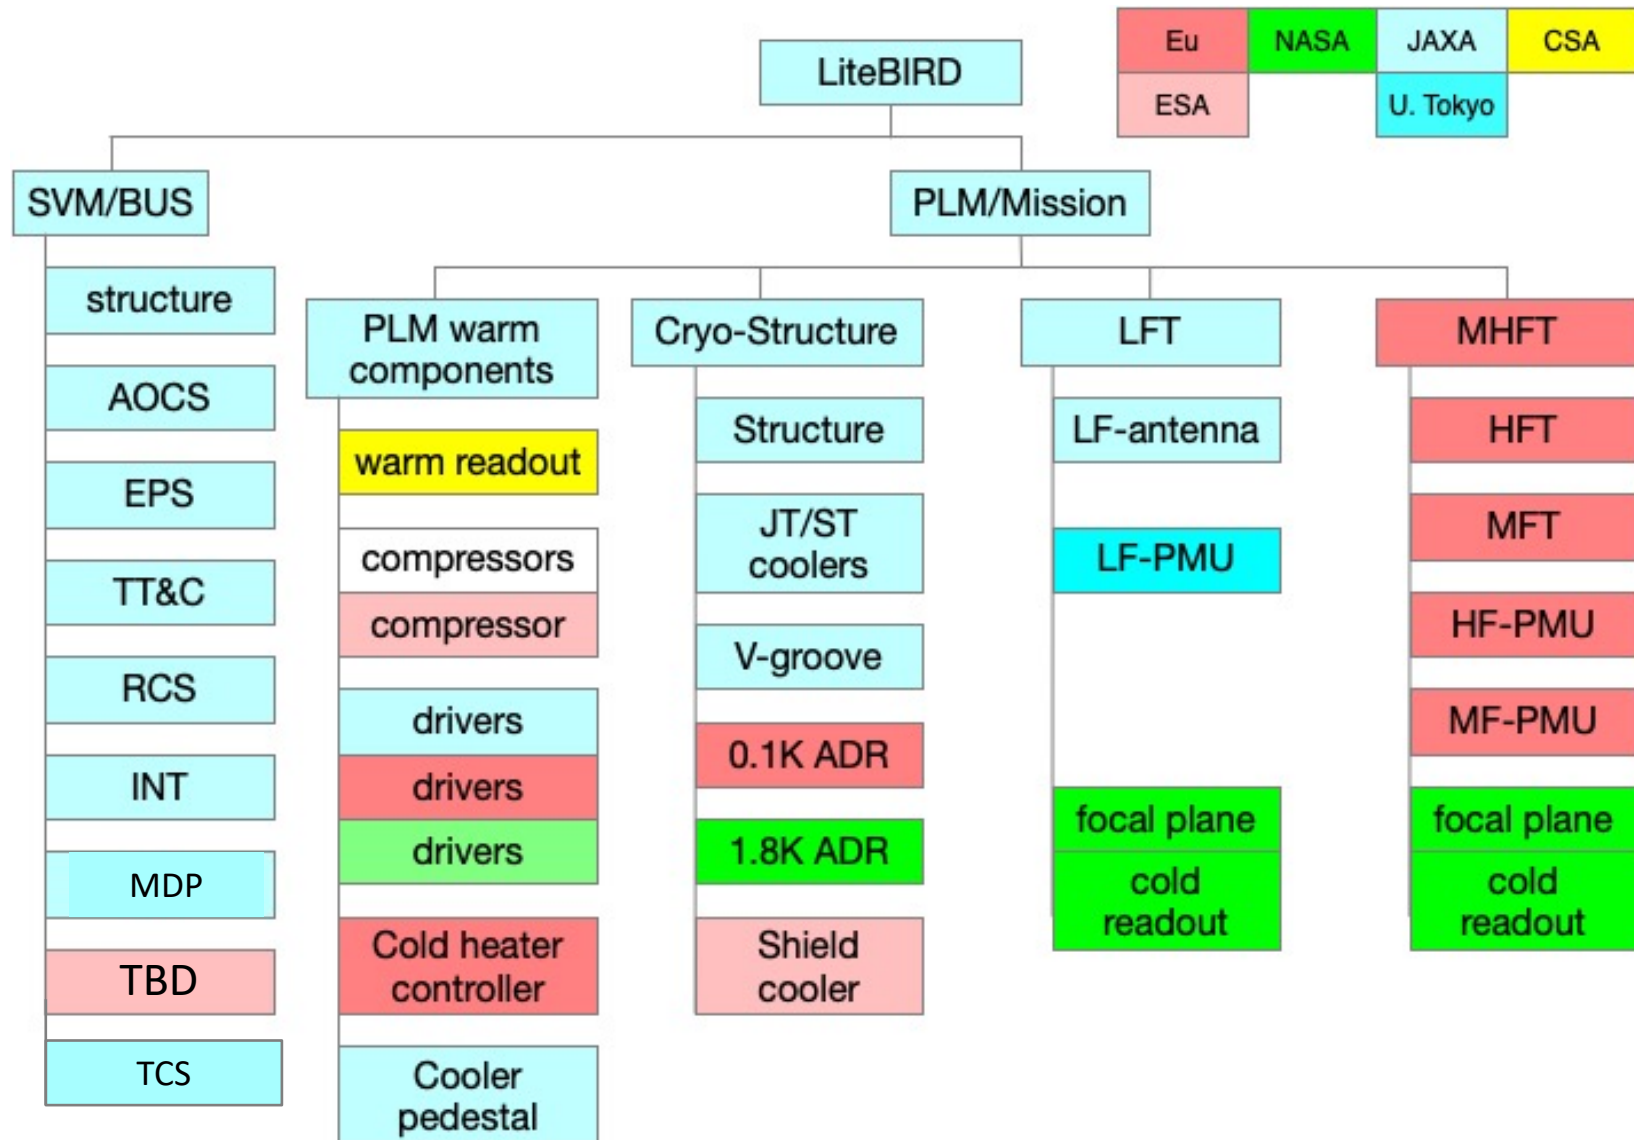 Eu
NASA
JAXA
CSA
ESA
U. Tokyo
LiteBIRD
SVM/BUS
PLM/Mission
structure
AOCS
EPS
TT&C
RCS
INT
MDP
TBD
TCS
PLM warm
components
warm readout
compressors
compressor
drivers
drivers
drivers
Cold heater
controller
Cooler
pedestal
Cryo-Structure
Structure
JT/ST
coolers
V-groove
0.1K ADR
1.8K ADR
Shield
cooler
LFT
LF-antenna
LF-PMU
focal plane
cold
readout
MHFT
HFT
MFT
HF-PMU
MF-PMU
focal plane
cold
readout